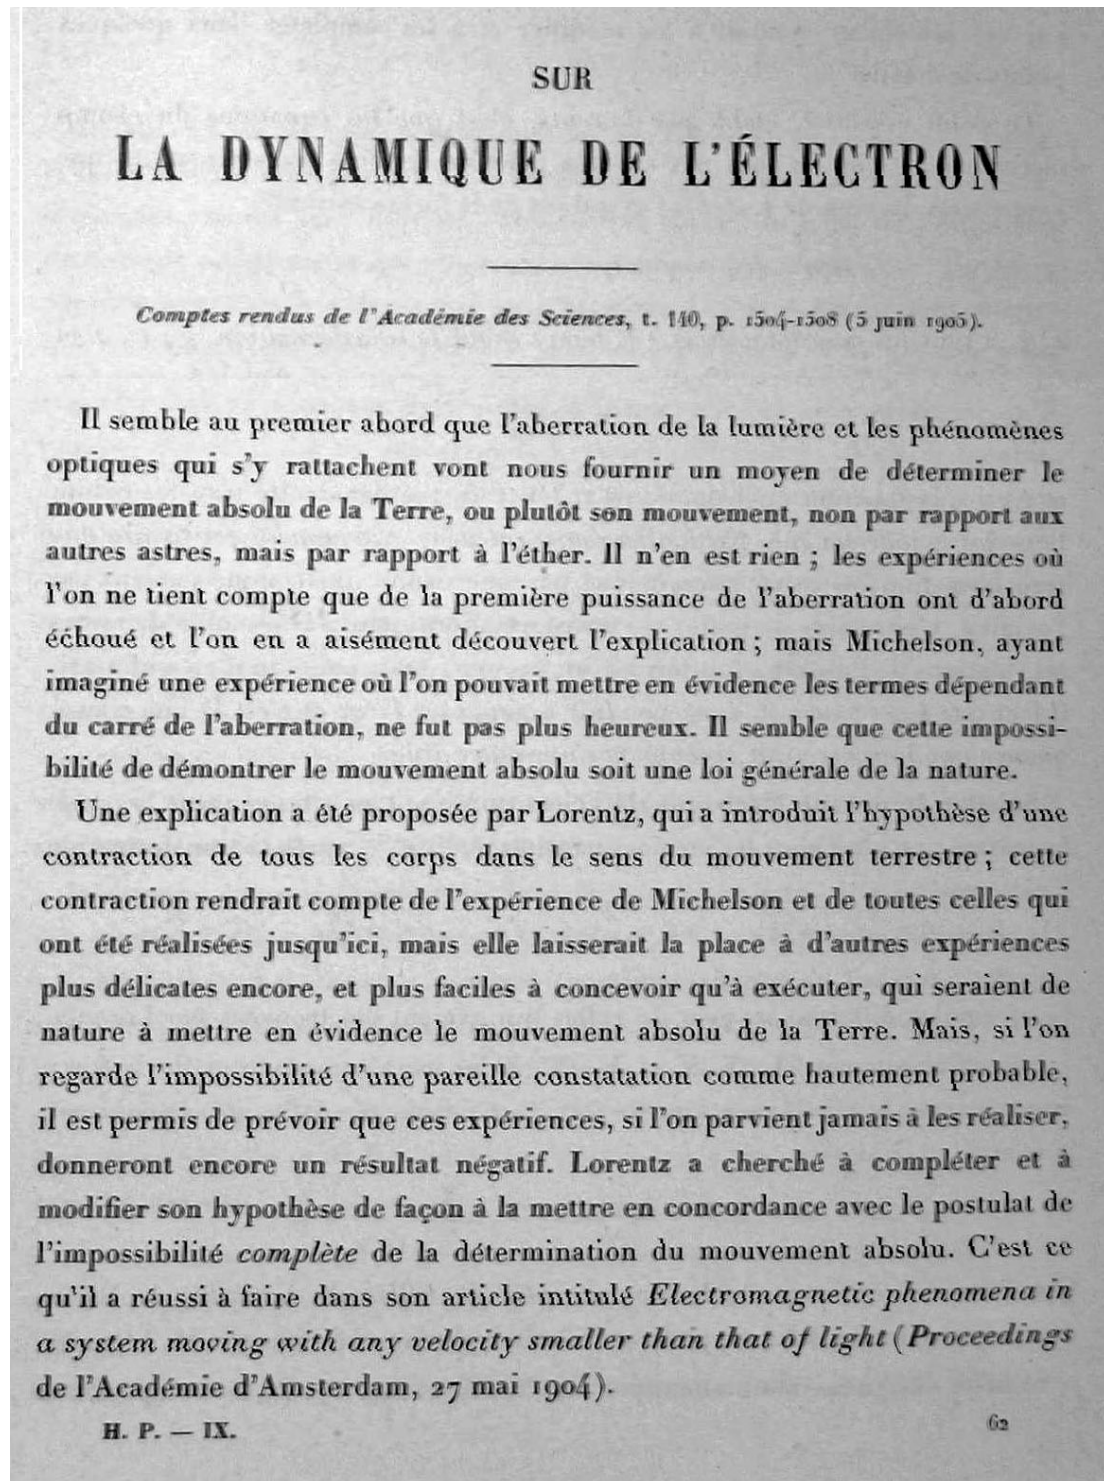 SUR
LA DYNAMIQUE DE L'ÉLECTRON
Comptes rendus de l'Académie des Sciences, t. 140, p. 1504-1508 (5 juin 1905).
Il semble au premier abord que l'aberration de la lumière et les phénomènes
optiques qui s'y rattachent vont nous fournir un moyen de déterminer le
mouvement absolu de la Terre, ou plutôt son mouvement, non par rapport aux
autres astres, mais par rapport à l'éther. Il n'en est rien ; les expériences où
l'on ne tient compte que de la première puissance de l'aberration ont d'abord
échoué et l'on en a aisément découvert l'explication ; mais Michelson, ayant
imaginé une expérience où l'on pouvait mettre en évidence les termes dépendant
du carré de l'aberration, ne fut pas plus heureux. Il semble que cette impossi-
bilité de démontrer le mouvement absolu soit une loi générale de la nature.
Une explication a été proposée par Lorentz, qui a introduit l'hypothèse d'une
contraction de tous les corps dans le sens du mouvement terrestre ; cette
contraction rendrait compte de l'expérience de Michelson et de toutes celles qui
ont été réalisées jusqu'ici, mais elle laisserait la place à d'autres expériences
plus délicates encore, et plus faciles à concevoir qu'à exécuter, qui seraient de
nature à mettre en évidence le mouvement absolu de la Terre. Mais, si l'on
regarde l'impossibilité d'une pareille constatation comme hautement probable,
il est permis de prévoir que ces expériences, si l'on parvient jamais à les réaliser,
donneront encore un résultat négatif. Lorentz a cherché à compléter et à
modifier son hypothèse de façon à la mettre en concordance avec le postulat de
l'impossibilité complète de la détermination du mouvement absolu. C'est ce
qu'il a réussi à faire dans son article intitulé Electromagnetic phenomena in
a system moving with any velocity smaller than that of light (Proceedings
de l'Académie d'Amsterdam, 27 mai 1904).
H. P. — IX. 62